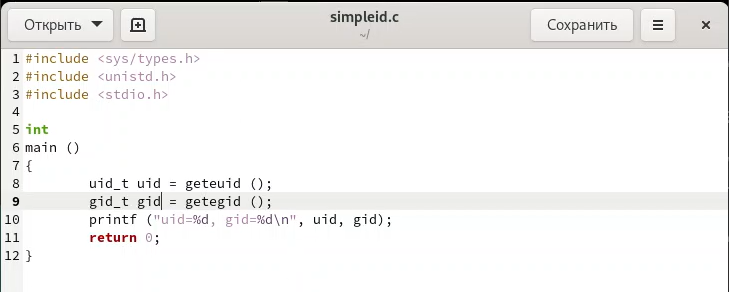 Открыть
simpleid.c
~/
Сохранить
1 #include <sys/types.h>
2 #include <unistd.h>
3 #include <stdio.h>
4
5 int
6 main ()
7 {
8         uid_t uid = geteuid ();
9         gid_t gid = getegid ();
10         printf ("uid=%d, gid=%d\n", uid, gid);
11         return 0;
12 }